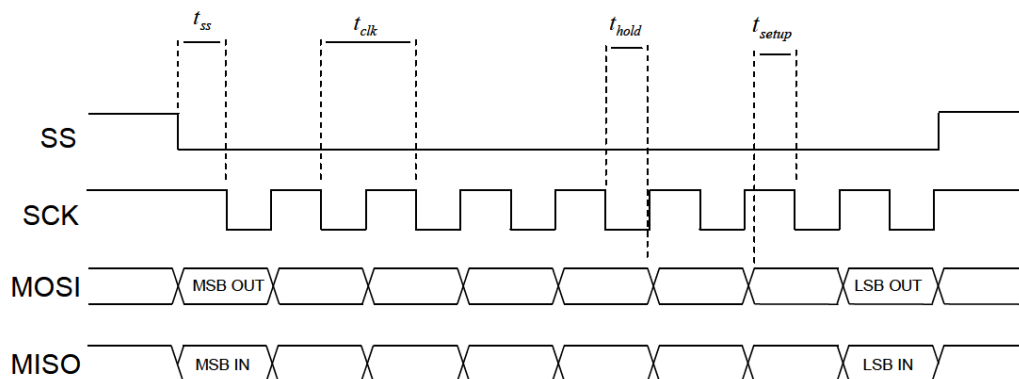 t_ss t_clk t_hold t_setup
SS
SCK
MOSI MSB OUT LSB OUT
MISO MSB IN LSB IN